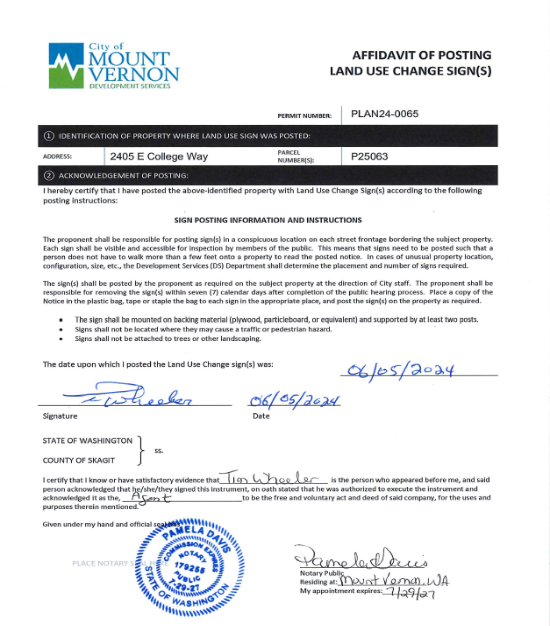 City of
MOUNT
VERNON
DEVELOPMENT SERVICES
AFFIDAVIT OF POSTING
LAND USE CHANGE SIGN(S)
PERMIT NUMBER: PLAN24-0065
① IDENTIFICATION OF PROPERTY WHERE LAND USE SIGN WAS POSTED:
ADDRESS: 2405 E College Way PARCEL NUMBER(S): P25063
② ACKNOWLEDGEMENT OF POSTING:
I hereby certify that I have posted the above-identified property with Land Use Change Sign(s) according to the following
posting instructions:
SIGN POSTING INFORMATION AND INSTRUCTIONS
The proponent shall be responsible for posting sign(s) in a conspicuous location on each street frontage bordering the subject property.
Each sign shall be visible and accessible for inspection by members of the public. This means that signs need to be posted such that a
person does not have to walk more than a few feet onto a property to read the posted notice. In cases of unusual property location,
configuration, size, etc., the Development Services (DS) Department shall determine the placement and number of signs required.
The sign(s) shall be posted by the proponent as required on the subject property at the direction of City staff. The proponent shall be
responsible for removing the sign(s) within seven (7) calendar days after completion of the public hearing process. Place a copy of the
Notice in the plastic bag, tape or staple the bag to each sign in the appropriate place, and post the sign(s) on the property as required.
• The sign shall be mounted on backing material (plywood, particleboard, or equivalent) and supported by at least two posts.
• Signs shall not be located where they may cause a traffic or pedestrian hazard.
• Signs shall not be attached to trees or other landscaping.
The date upon which I posted the Land Use Change sign(s) was: 06/05/2024
T Wheeler 06/05/2024
Signature Date
STATE OF WASHINGTON
ss.
COUNTY OF SKAGIT
I certify that I know or have satisfactory evidence that Tim Wheeler is the person who appeared before me, and said
person acknowledged that he/she/they signed this instrument, on oath stated that he was authorized to execute the instrument and
acknowledged it as the, Agent to be the free and voluntary act and deed of said company, for the uses and
purposes therein mentioned.
Given under my hand and official seal
PLACE NOTARY SEAL HERE
PAMELA DAVIS
COMMISSION EXPIRES
NOTARY
179255
PUBLIC
7-29-27
STATE OF WASHINGTON
Pamela Davis
Notary Public
Residing at: Mount Vernon, WA
My appointment expires: 7/29/27